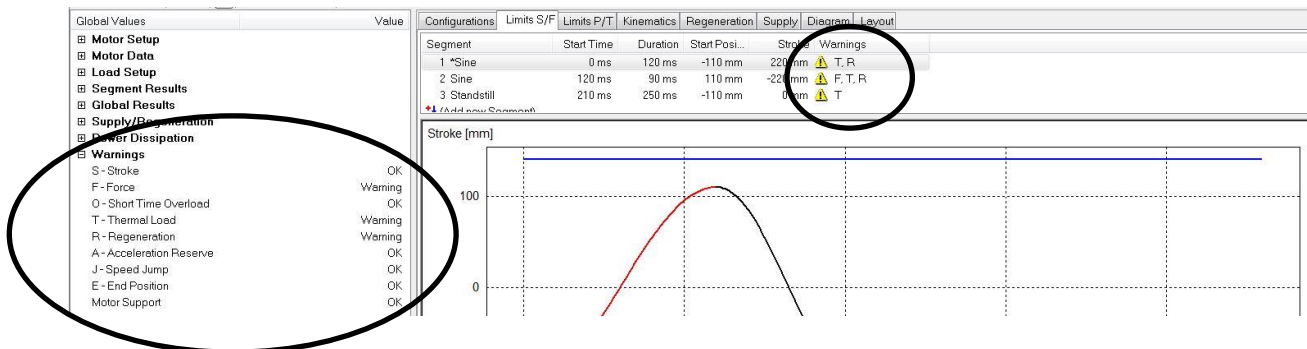 Global Values Value
Motor Setup
Motor Data
Load Setup
Segment Results
Global Results
Supply/Regeneration
Power Dissipation
Warnings
S - Stroke OK
F - Force Warning
O - Short Time Overload OK
T - Thermal Load Warning
R - Regeneration Warning
A - Acceleration Reserve OK
J - Speed Jump OK
E - End Position OK
Motor Support OK
Configurations Limits S/F Limits P/T Kinematics Regeneration Supply Diagram Layout
Segment Start Time Duration Start Posi... Stroke Warnings
1 *Sine 0 ms 120 ms -110 mm 220 mm T, R
2 Sine 120 ms 90 ms 110 mm -220 mm F, T, R
3 Standstill 210 ms 250 ms -110 mm 0 mm T
(Add new Segment)
Stroke [mm]
100
0